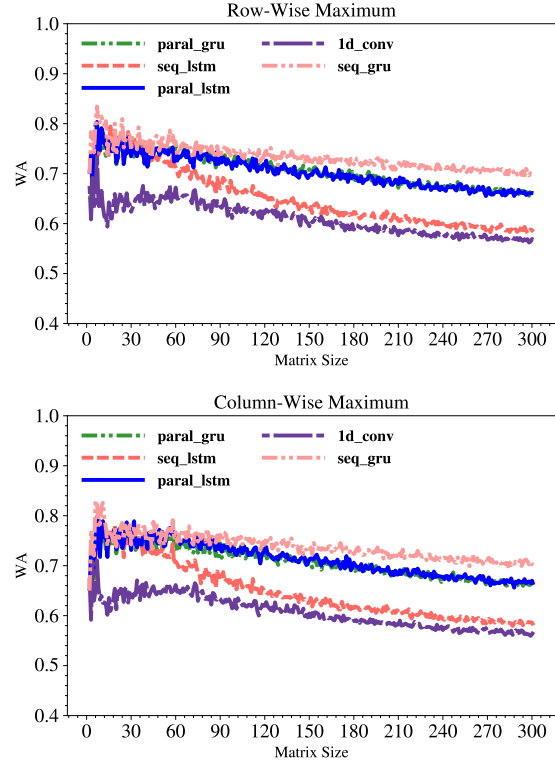 Row-Wise Maximum
1.0
0.9
0.8
0.7
0.6
0.5
0.4
WA
paral_gru
seq_lstm
paral_lstm
1d_conv
seq_gru
0 30 60 90 120 150 180 210 240 270 300
Matrix Size
Column-Wise Maximum
1.0
0.9
0.8
0.7
0.6
0.5
0.4
WA
paral_gru
seq_lstm
paral_lstm
1d_conv
seq_gru
0 30 60 90 120 150 180 210 240 270 300
Matrix Size